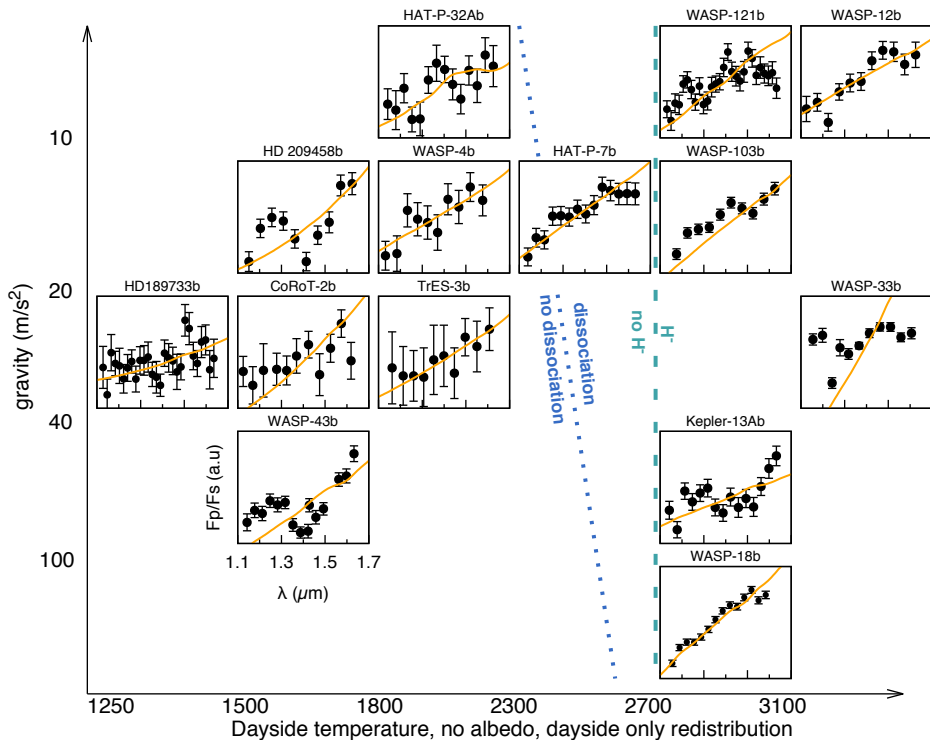 HAT-P-32Ab
WASP-121b
WASP-12b
10
HD 209458b
WASP-4b
HAT-P-7b
WASP-103b
20
HD189733b
CoRoT-2b
TrES-3b
WASP-33b
dissociation
no dissociation
H⁻
no H⁻
gravity (m/s²)
40
WASP-43b
Kepler-13Ab
Fp/Fs (a.u)
1.1 1.3 1.5 1.7
λ (μm)
100
WASP-18b
1250 1500 1800 2300 2700 3100
Dayside temperature, no albedo, dayside only redistribution